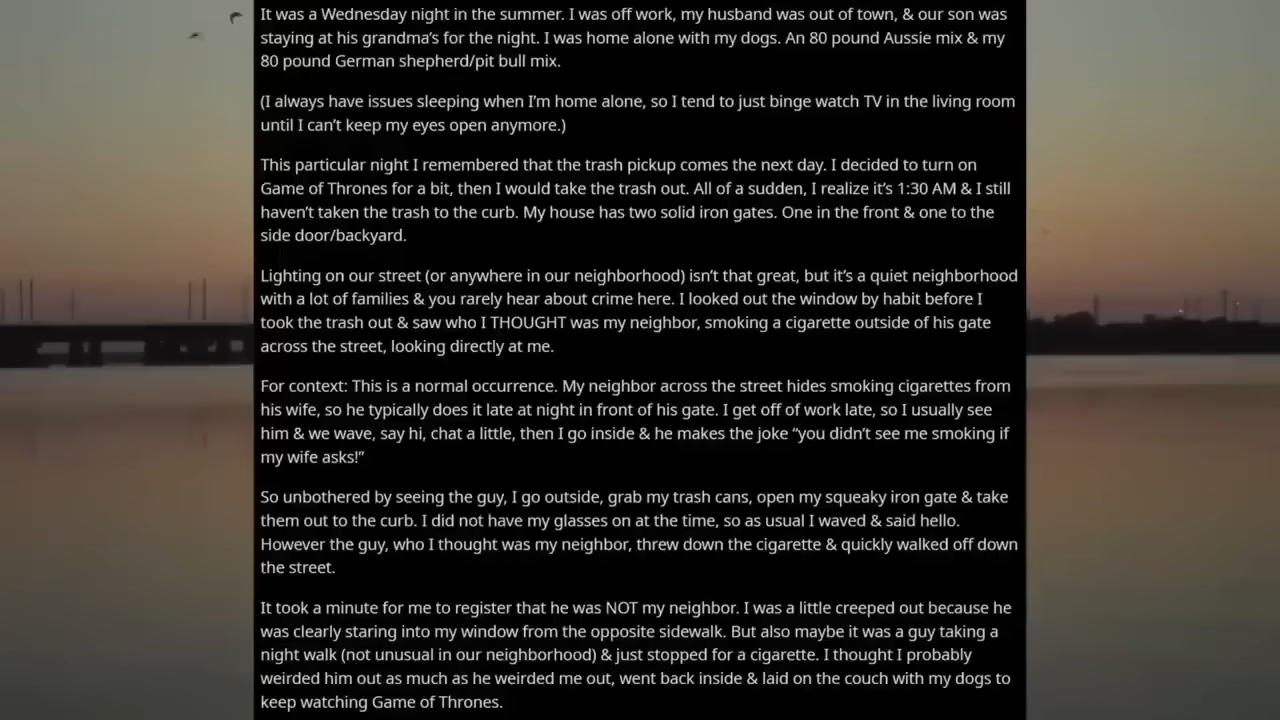 It was a Wednesday night in the summer. I was off work, my husband was out of town, & our son was
staying at his grandma’s for the night. I was home alone with my dogs. An 80 pound Aussie mix & my
80 pound German shepherd/pit bull mix.
(I always have issues sleeping when I’m home alone, so I tend to just binge watch TV in the living room
until I can’t keep my eyes open anymore.)
This particular night I remembered that the trash pickup comes the next day. I decided to turn on
Game of Thrones for a bit, then I would take the trash out. All of a sudden, I realize it’s 1:30 AM & I still
haven’t taken the trash to the curb. My house has two solid iron gates. One in the front & one to the
side door/backyard.
Lighting on our street (or anywhere in our neighborhood) isn’t that great, but it’s a quiet neighborhood
with a lot of families & you rarely hear about crime here. I looked out the window by habit before I
took the trash out & saw who I THOUGHT was my neighbor, smoking a cigarette outside of his gate
across the street, looking directly at me.
For context: This is a normal occurrence. My neighbor across the street hides smoking cigarettes from
his wife, so he typically does it late at night in front of his gate. I get off of work late, so I usually see
him & we wave, say hi, chat a little, then I go inside & he makes the joke “you didn’t see me smoking if
my wife asks!”
So unbothered by seeing the guy, I go outside, grab my trash cans, open my squeaky iron gate & take
them out to the curb. I did not have my glasses on at the time, so as usual I waved & said hello.
However the guy, who I thought was my neighbor, threw down the cigarette & quickly walked off down
the street.
It took a minute for me to register that he was NOT my neighbor. I was a little creeped out because he
was clearly staring into my window from the opposite sidewalk. But also maybe it was a guy taking a
night walk (not unusual in our neighborhood) & just stopped for a cigarette. I thought I probably
weirded him out as much as he weirded me out, went back inside & laid on the couch with my dogs to
keep watching Game of Thrones.